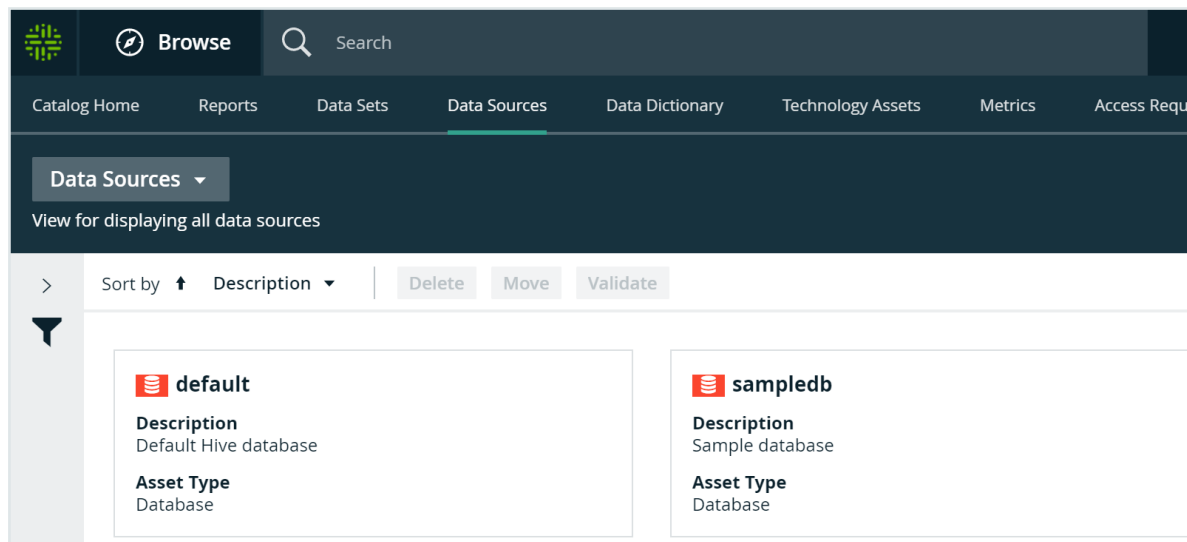 Browse
Search
Catalog Home Reports Data Sets Data Sources Data Dictionary Technology Assets Metrics Access Requ
Data Sources
View for displaying all data sources
Sort by Description Delete Move Validate
default
Description
Default Hive database
Asset Type
Database
sampledb
Description
Sample database
Asset Type
Database